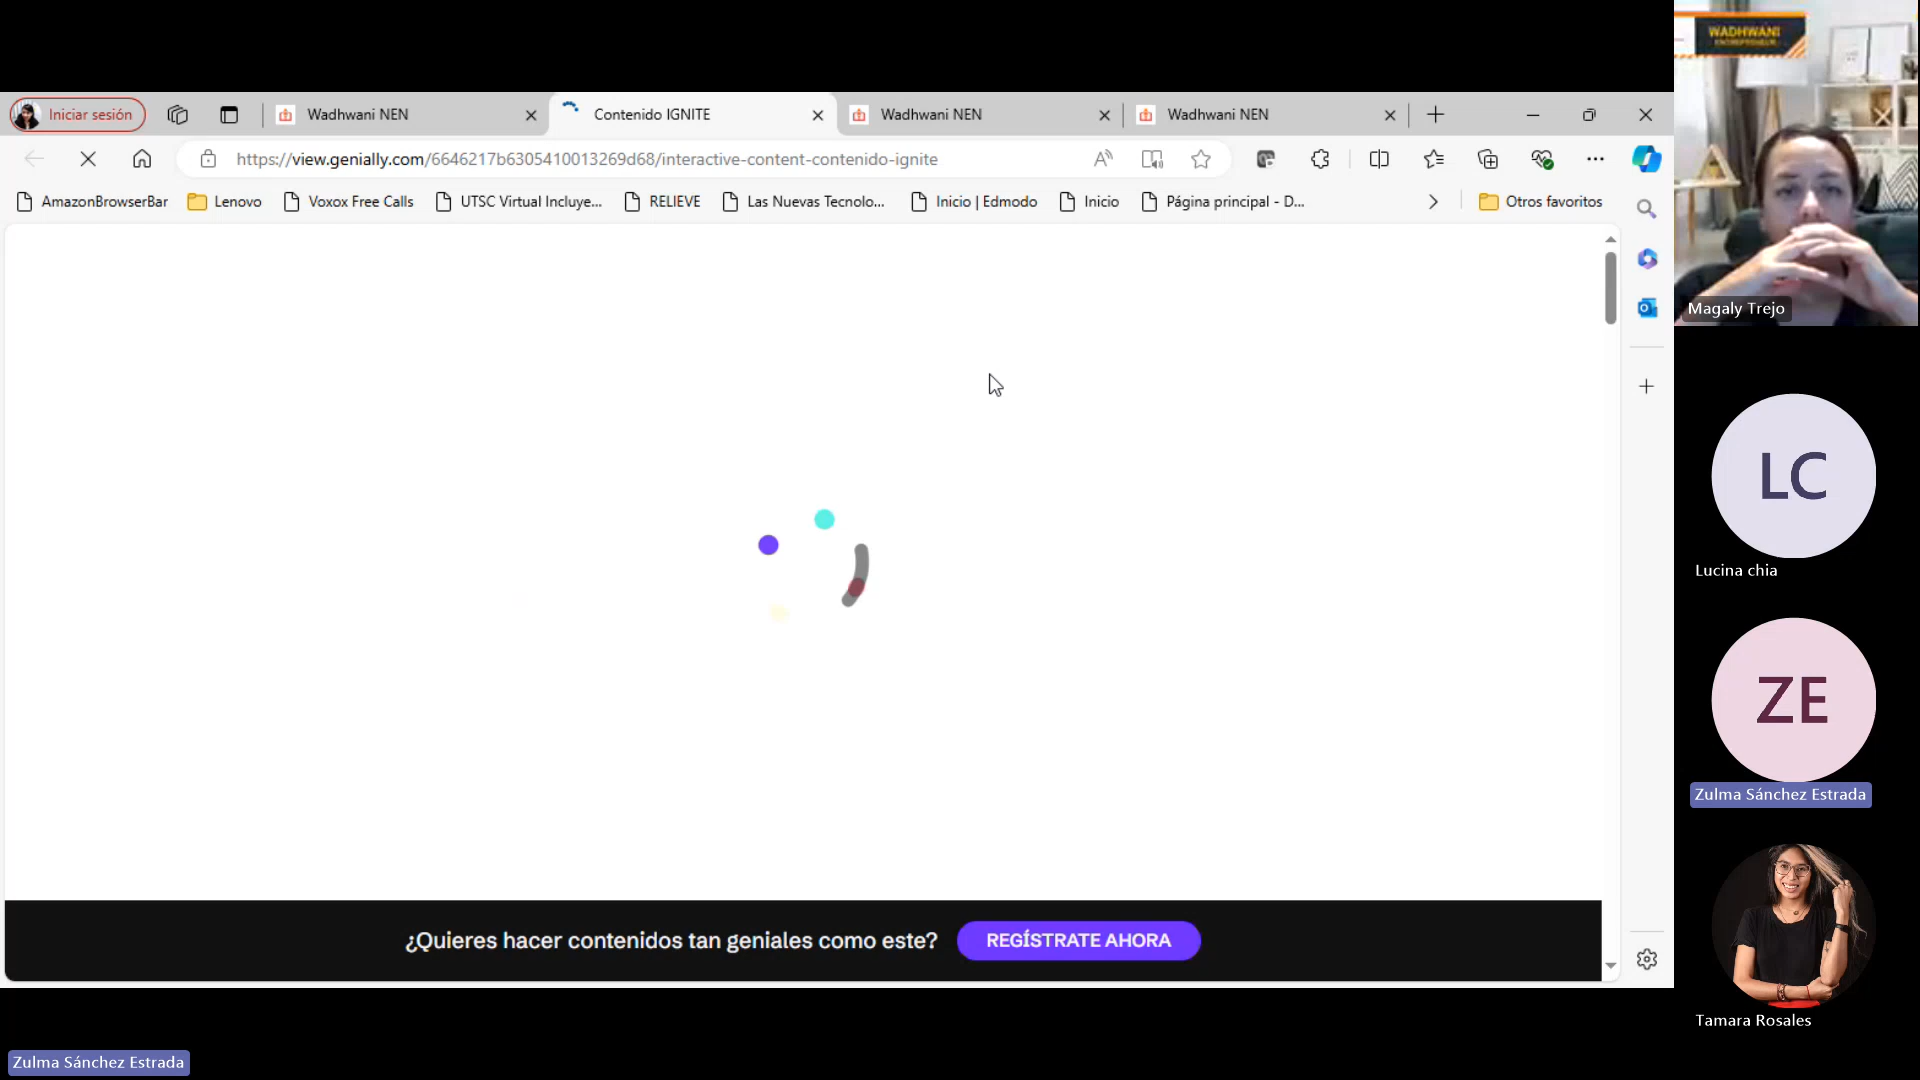 WADHWANI
Iniciar sesión
Wadhwani NEN
Contenido IGNITE
Wadhwani NEN
Wadhwani NEN
https://view.genially.com/6646217b6305410013269d68/interactive-content-contenido-ignite
AmazonBrowserBar
Lenovo
Voxox Free Calls
UTSC Virtual Incluye...
RELIEVE
Las Nuevas Tecnolo...
Inicio | Edmodo
Inicio
Página principal - D...
Otros favoritos
Magaly Trejo
LC
Lucina chia
ZE
Zulma Sánchez Estrada
¿Quieres hacer contenidos tan geniales como este?
REGÍSTRATE AHORA
Tamara Rosales
Zulma Sánchez Estrada